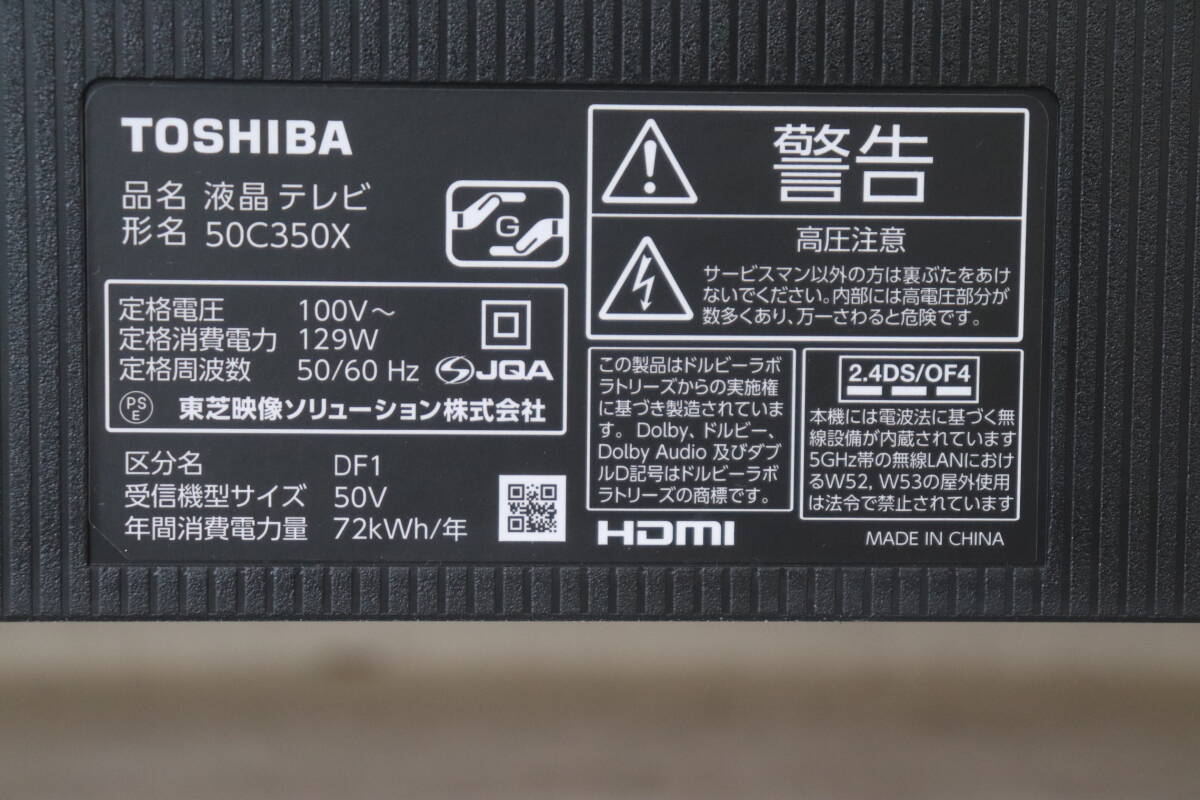 TOSHIBA
品名 液晶テレビ
形名 50C350X
G
定格電圧 100V～
定格消費電力 129W
定格周波数 50/60 Hz
JQA
PS
E
東芝映像ソリューション株式会社
区分名 DF1
受信機型サイズ 50V
年間消費電力量 72kWh/年
警告
高圧注意
サービスマン以外の方は裏ぶたをあけ
ないでください。内部には高電圧部分が
数多くあり、万一さわると危険です。
この製品はドルビーラボ
ラトリーズからの実施権
に基づき製造されていま
す。Dolby、ドルビー、
Dolby Audio 及びダブ
ルD記号はドルビーラボ
ラトリーズの商標です。
HDMI
2.4DS/OF4
本機には電波法に基づく無
線設備が内蔵されています
5GHz帯の無線LANにおけ
るW52, W53の屋外使用
は法令で禁止されています
MADE IN CHINA